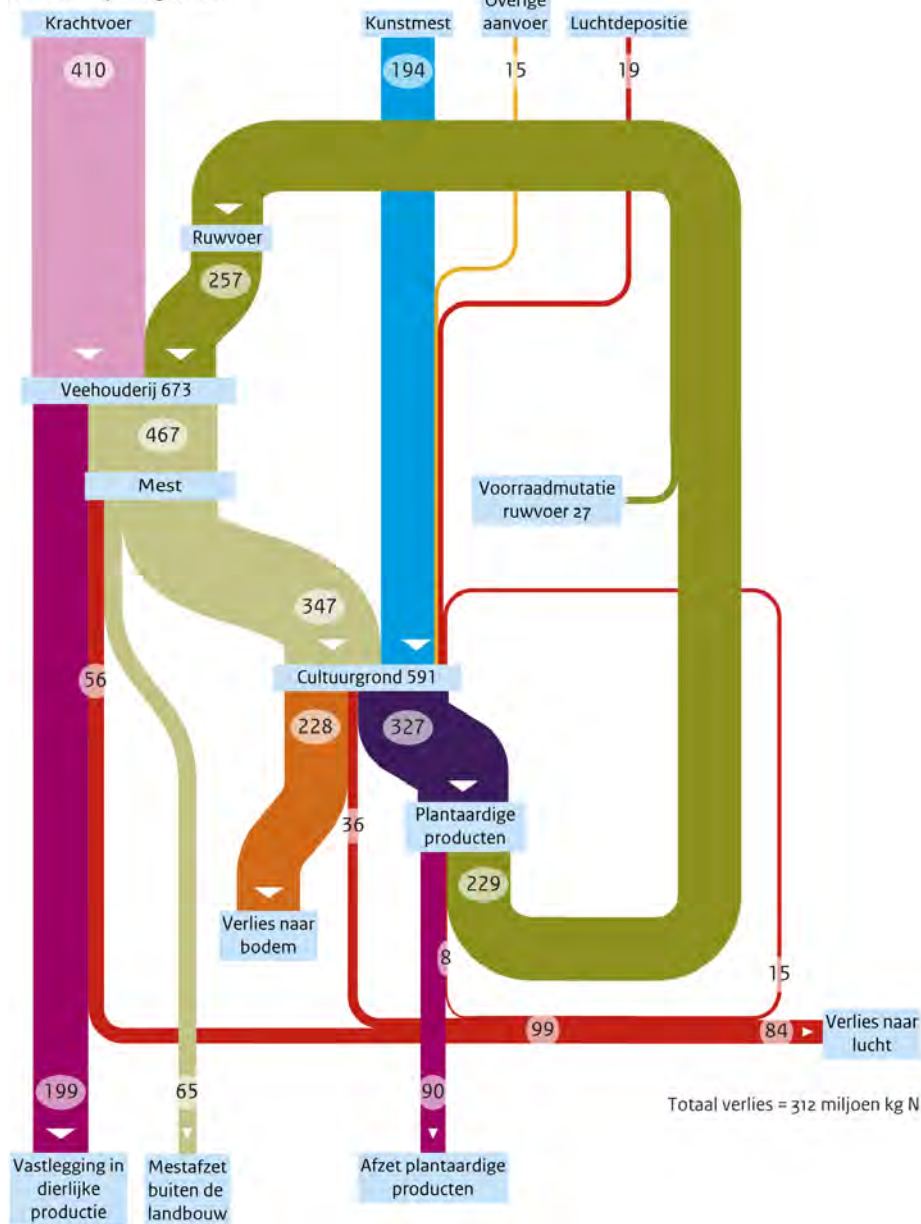 Krachtvoer
Kunstmest
Overige
aanvoer
Luchtdepositie
410
194
15
19
Ruwvoer
257
Veehouderij 673
467
Mest
Voorraadmutatie
ruwvoer 27
347
Cultuurgrond 591
56
228
327
36
Plantaardige
producten
229
Verlies naar
bodem
8
15
99
84
Verlies naar
lucht
199
65
90
Totaal verlies = 312 miljoen kg N
Vastlegging in
dierlijke
productie
Mestafzet
buiten de
landbouw
Afzet plantaardige
producten